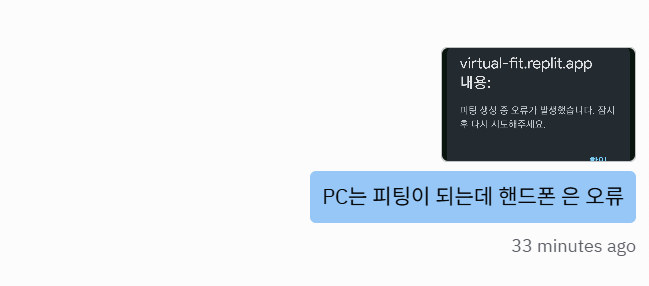 virtual-fit.replit.app
내용:
피팅 생성 중 오류가 발생했습니다. 잠시
후 다시 시도해주세요.
확인
PC는 피팅이 되는데 핸드폰 은 오류
33 minutes ago